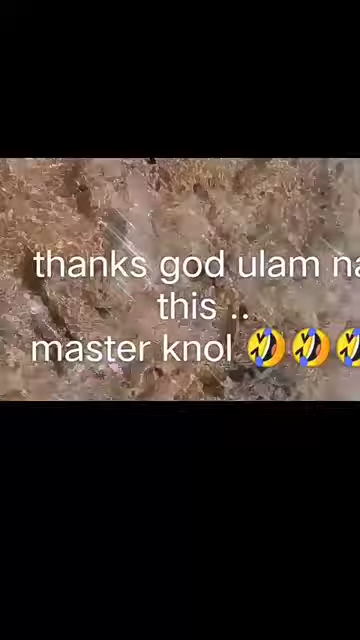 thanks god ulam na
this ..
master knol 🤣🤣🤣